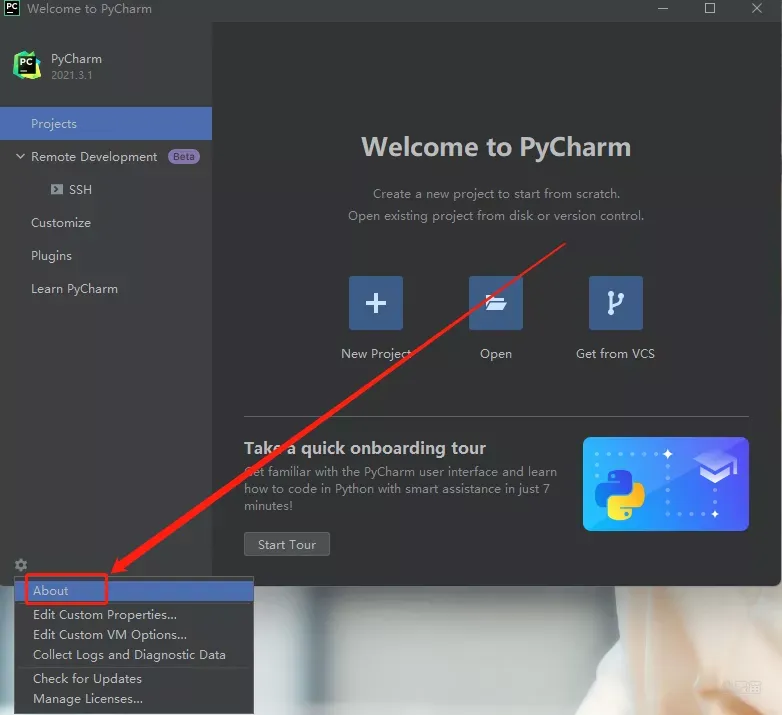 PC
Welcome to PyCharm
PC
PyCharm
2021.3.1
Projects
Remote Development Beta
SSH
Customize
Plugins
Learn PyCharm
Welcome to PyCharm
Create a new project to start from scratch.
Open existing project from disk or version control.
New Project
Open
Get from VCS
Take a quick onboarding tour
Get familiar with the PyCharm user interface and learn
how to code in Python with smart assistance in just 7
minutes!
Start Tour
About
Edit Custom Properties...
Edit Custom VM Options...
Collect Logs and Diagnostic Data
Check for Updates
Manage Licenses...